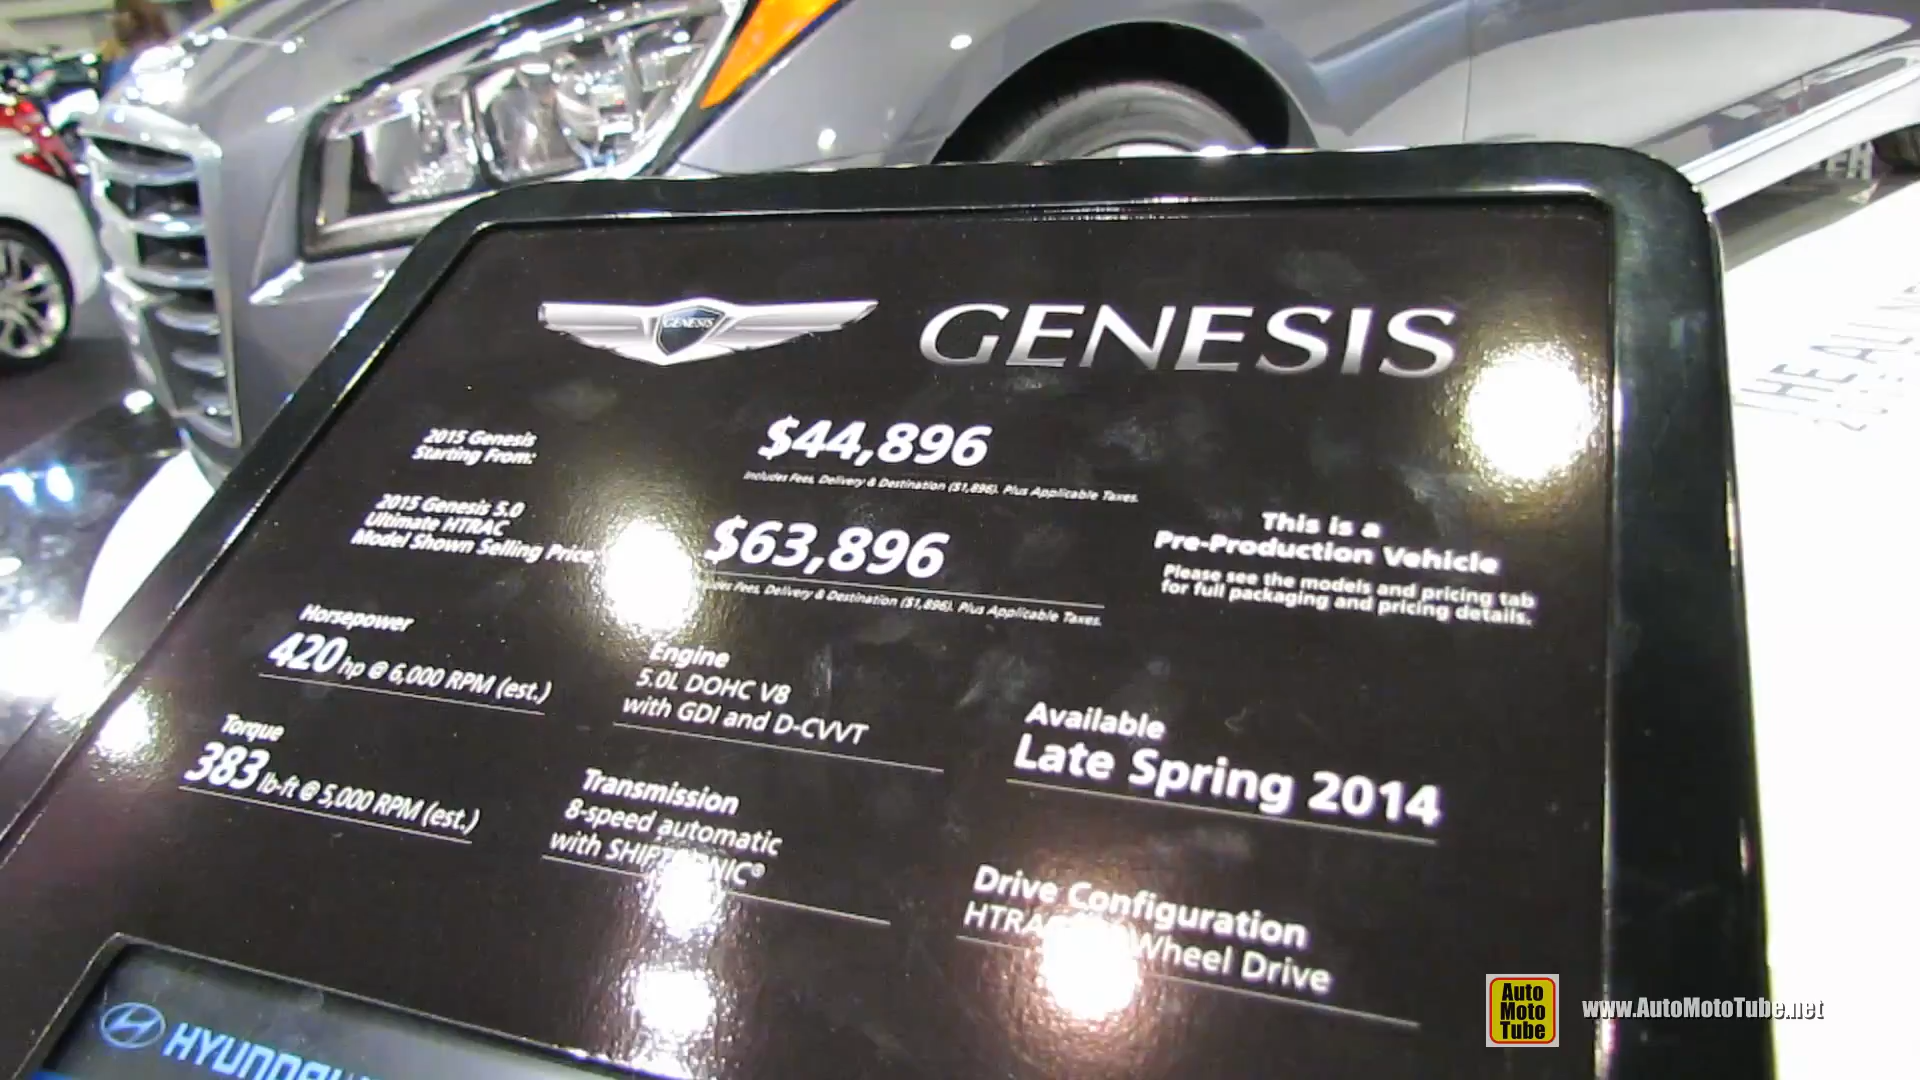 GENESIS
GENESIS
2015 Genesis
Starting From:
$44,896
Includes Fees, Delivery & Destination ($1,896). Plus Applicable Taxes.
2015 Genesis 5.0
Ultimate HTRAC
Model Shown Selling Price:
$63,896
Fees, Delivery & Destination ($1,896). Plus Applicable Taxes.
This is a
Pre-Production Vehicle
Please see the models and pricing tab
for full packaging and pricing details.
Horsepower
420 hp @ 6,000 RPM (est.)
Torque
383 lb-ft @ 5,000 RPM (est.)
Engine
5.0L DOHC V8
with GDI and D-CVVT
Transmission
8-speed automatic
with SHIFTRONIC®
Available
Late Spring 2014
Drive Configuration
Wheel Drive
HYUNDAI
Auto
Moto
Tube
www.AutoMotoTube.net